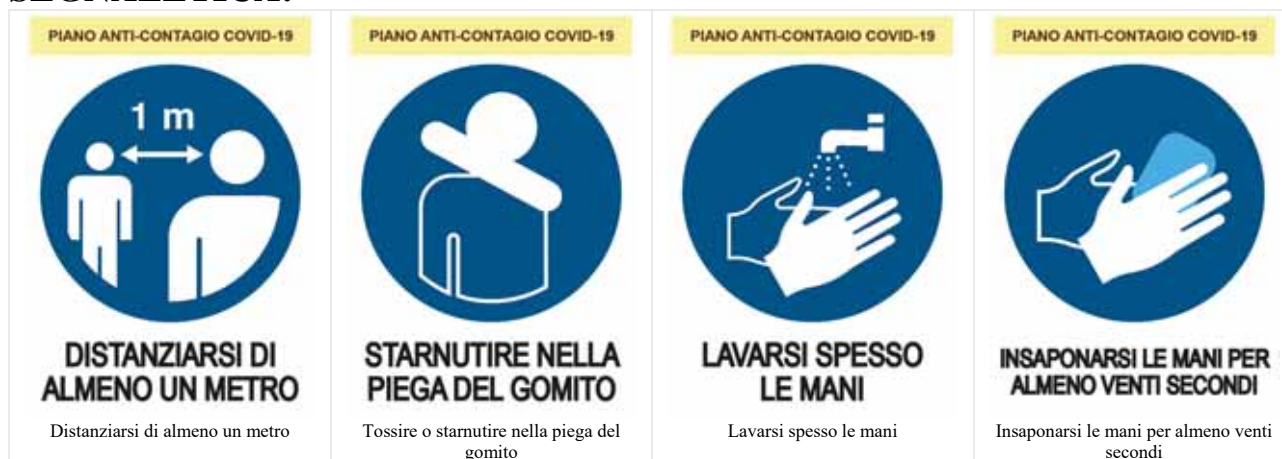 PIANO ANTI-CONTAGIO COVID-19
1 m
DISTANZIARSI DI
ALMENO UN METRO
Distanziarsi di almeno un metro
PIANO ANTI-CONTAGIO COVID-19
STARNUTIRE NELLA
PIEGA DEL GOMITO
Tossire o starnutire nella piega del
gomito
PIANO ANTI-CONTAGIO COVID-19
LAVARSI SPESSO
LE MANI
Lavarsi spesso le mani
PIANO ANTI-CONTAGIO COVID-19
INSAPONARSI LE MANI PER
ALMENO VENTI SECONDI
Insaponarsi le mani per almeno venti
secondi